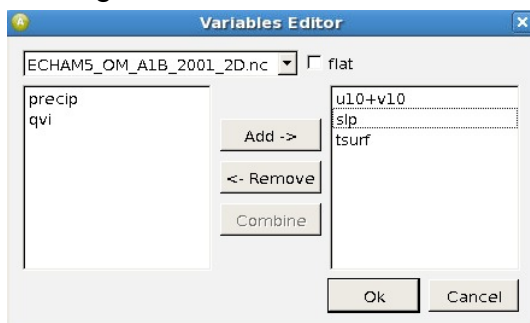 Variables Editor
ECHAM5_OM_A1B_2001_2D.nc
flat
precip
qvi
Add ->
<- Remove
Combine
u10+v10
slp
tsurf
Ok
Cancel